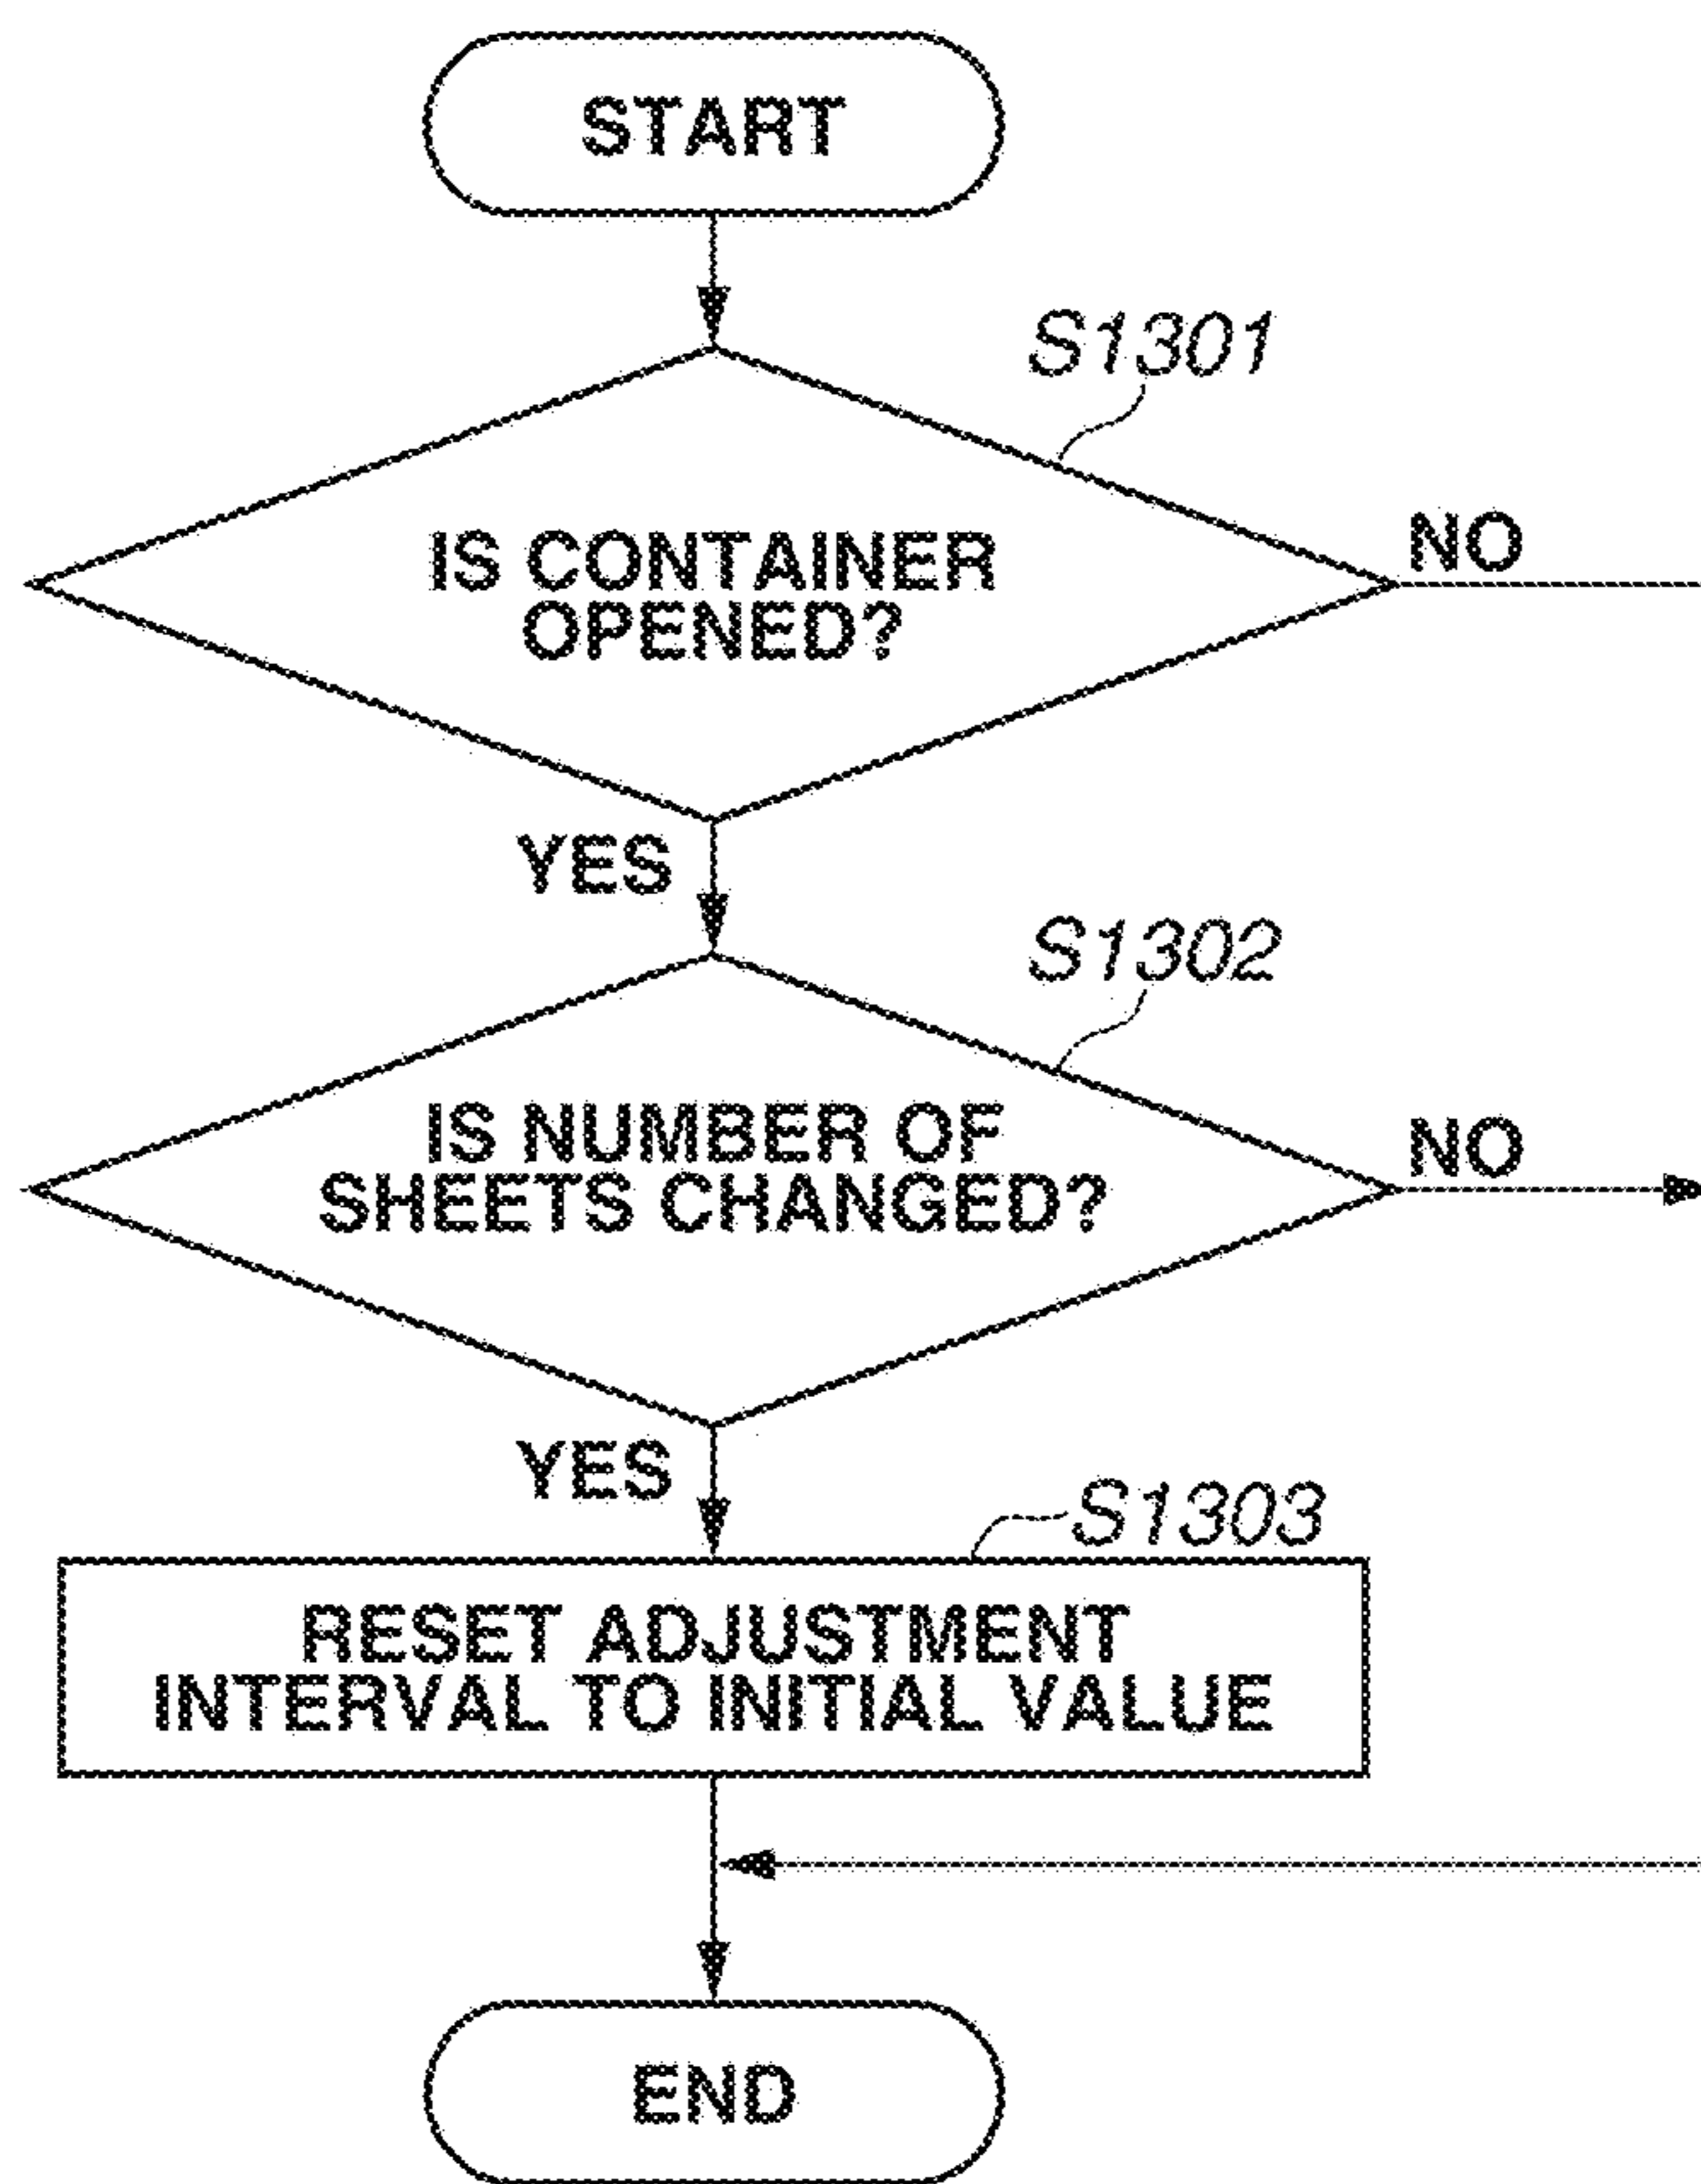 START
S1301
IS CONTAINER
OPENED?
NO
YES
S1302
IS NUMBER OF
SHEETS CHANGED?
NO
YES
S1303
RESET ADJUSTMENT
INTERVAL TO INITIAL VALUE
END